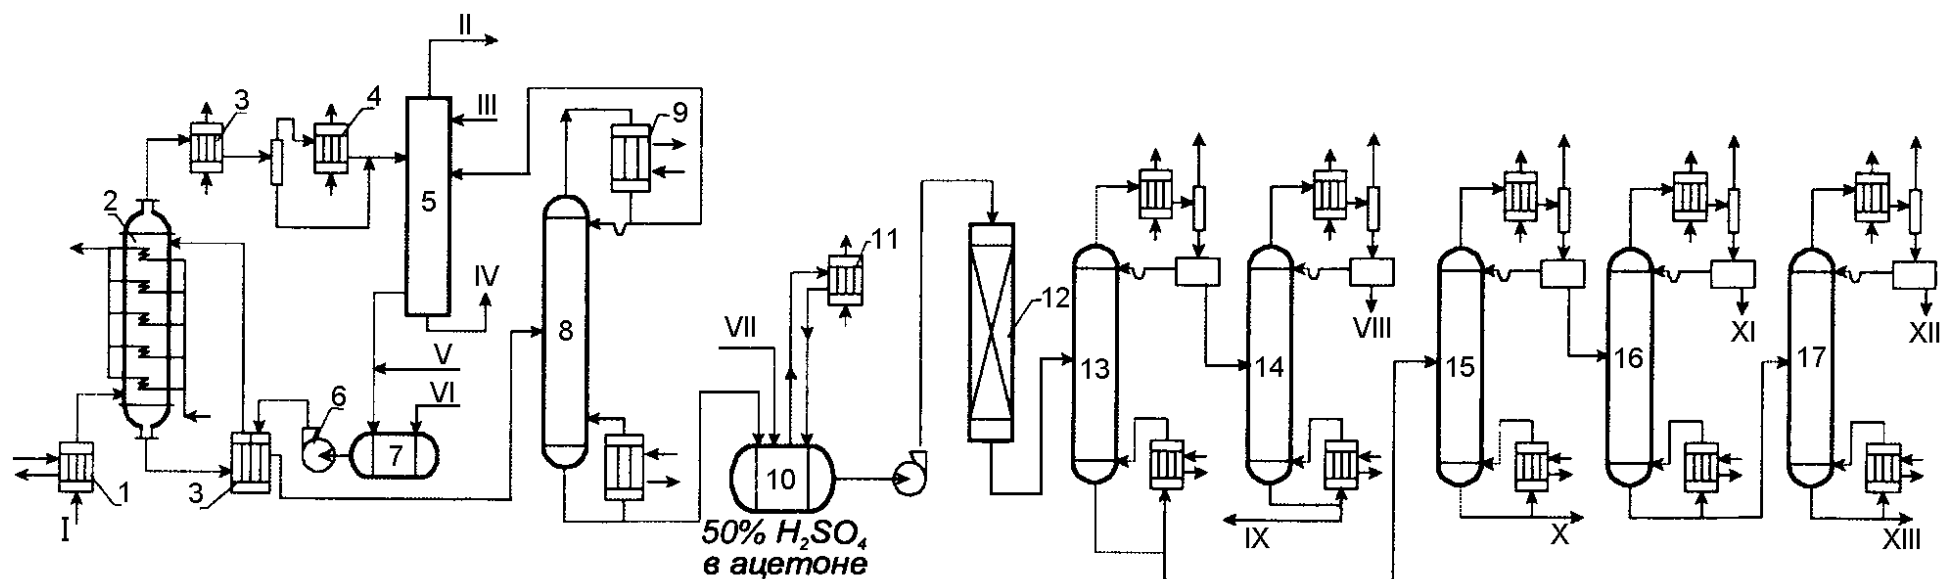 II
3
4
III
9
2
5
11
IV
8
12
VII
VIII
XI
XII
V
13
14
15
16
17
6
VI
7
10
1
3
I
50% H₂SO₄
в ацетоне
IX
X
XIII